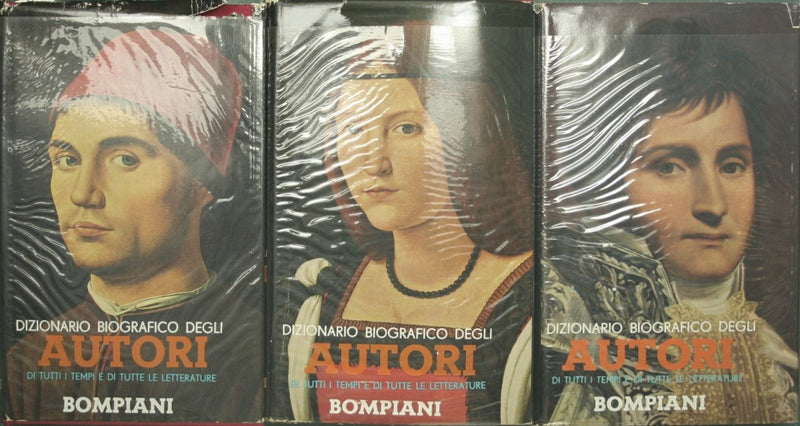 DIZIONARIO BIOGRAFICO DEGLI
AUTORI
DI TUTTI I TEMPI E DI TUTTE LE LETTERATURE
BOMPIANI
DIZIONARIO BIOGRAFICO DEGLI
AUTORI
DI TUTTI I TEMPI E DI TUTTE LE LETTERATURE
BOMPIANI
DIZIONARIO BIOGRAFICO DEGLI
AUTORI
DI TUTTI I TEMPI E DI TUTTE LE LETTERATURE
BOMPIANI